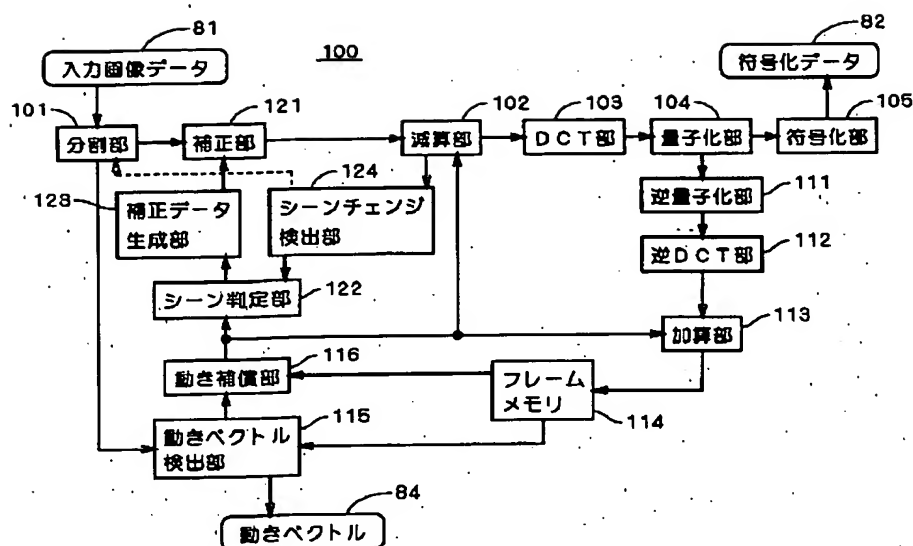 81
入力画像データ
100
82
符号化データ
101
分割部
121
補正部
102
減算部
103
DCT部
104
量子化部
105
符号化部
124
シーンチェンジ
検出部
123
補正データ
生成部
111
逆量子化部
112
逆DCT部
シーン判定部
122
113
加算部
116
動き補償部
フレーム
メモリ
114
115
動きベクトル
検出部
84
動きベクトル